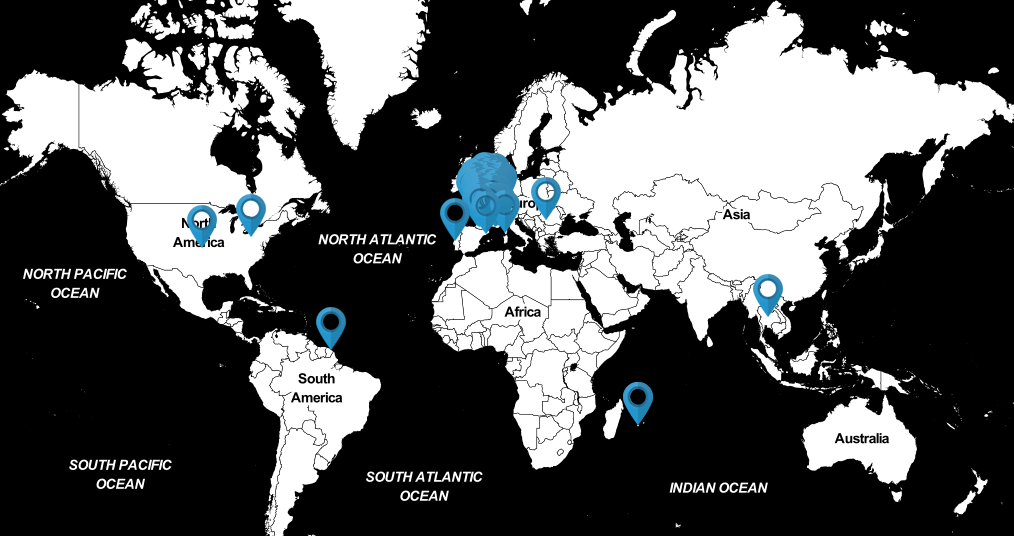 North
America
Europe
Asia
NORTH ATLANTIC
OCEAN
NORTH PACIFIC
OCEAN
Africa
South
America
Australia
SOUTH PACIFIC
OCEAN
SOUTH ATLANTIC
OCEAN
INDIAN OCEAN